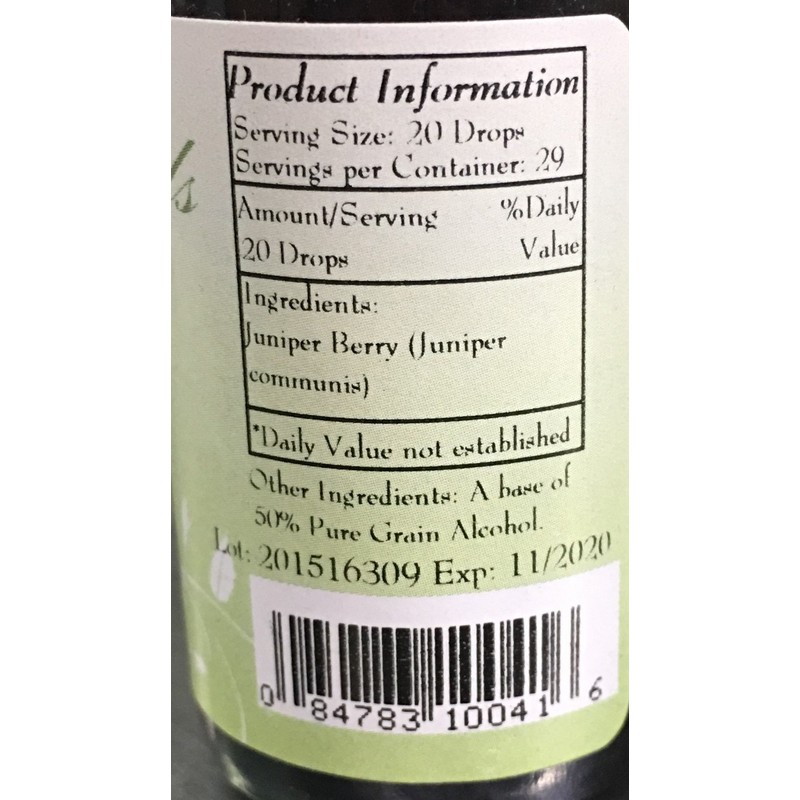 Product Information
Serving Size: 20 Drops
Servings per Container: 29
Amount/Serving %Daily
20 Drops Value
Ingredients:
Juniper Berry (Juniper
communis)
*Daily Value not established
Other Ingredients: A base of
50% Pure Grain Alcohol.
Lot: 201516309 Exp: 11/2020
0 84783 10041 6